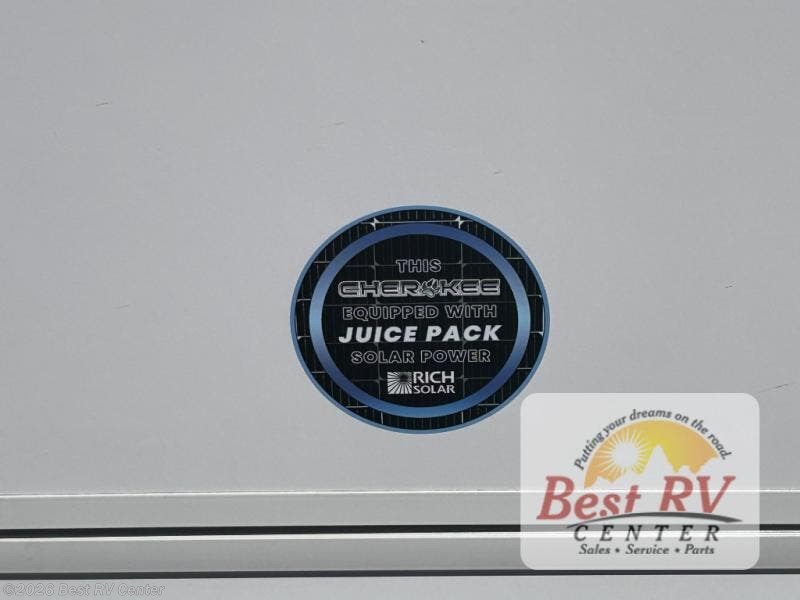 THIS
CHEROKEE
EQUIPPED WITH
JUICE PACK
SOLAR POWER
RICH
SOLAR
Putting your dreams on the road.
Best RV
CENTER
Sales * Service * Parts
©2026 Best RV Center